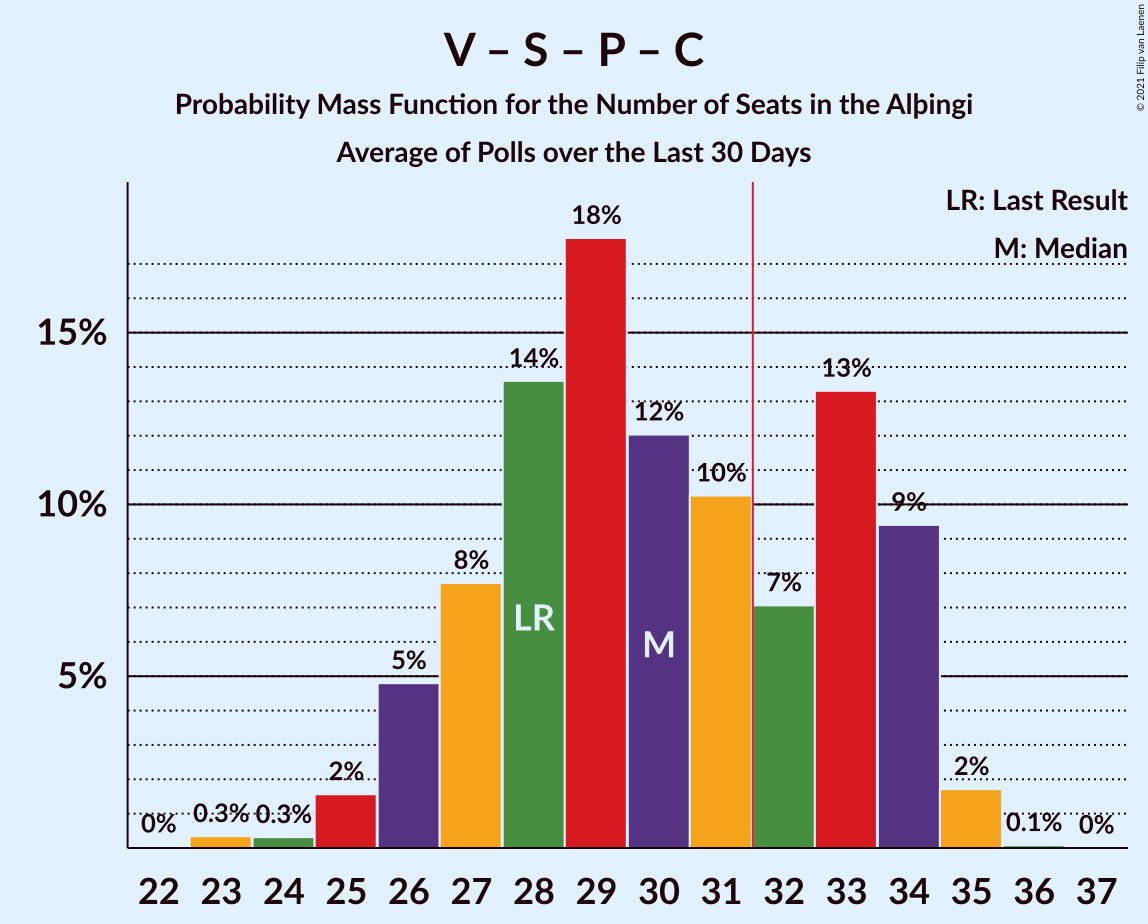 V – S – P – C
Probability Mass Function for the Number of Seats in the Alþingi
Average of Polls over the Last 30 Days
© 2021 Filip van Laenen
LR: Last Result
M: Median
15%
10%
5%
0%
0.3%
0.3%
2%
5%
8%
14%
18%
12%
10%
7%
13%
9%
2%
0.1%
0%
LR
M
22 23 24 25 26 27 28 29 30 31 32 33 34 35 36 37